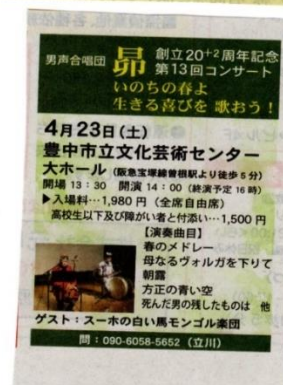 男声合唱団 昴 創立20⁺²周年記念
第13回コンサート
いのちの春よ
生きる喜びを 歌おう!
4月23日(土)
豊中市立文化芸術センター
大ホール (阪急宝塚線曽根駅より徒歩5分)
開場 13:30 開演 14:00 (終演予定 16時)
▶入場料…1,980円〈全席自由席〉
高校生以下及び障がい者と付添い…1,500円
【演奏曲目】
春のメドレー
母なるヴォルガを下りて
朝露
方正の青い空
死んだ男の残したものは 他
ゲスト:スーホの白い馬モンゴル楽団
問:090-6058-5652(立川)